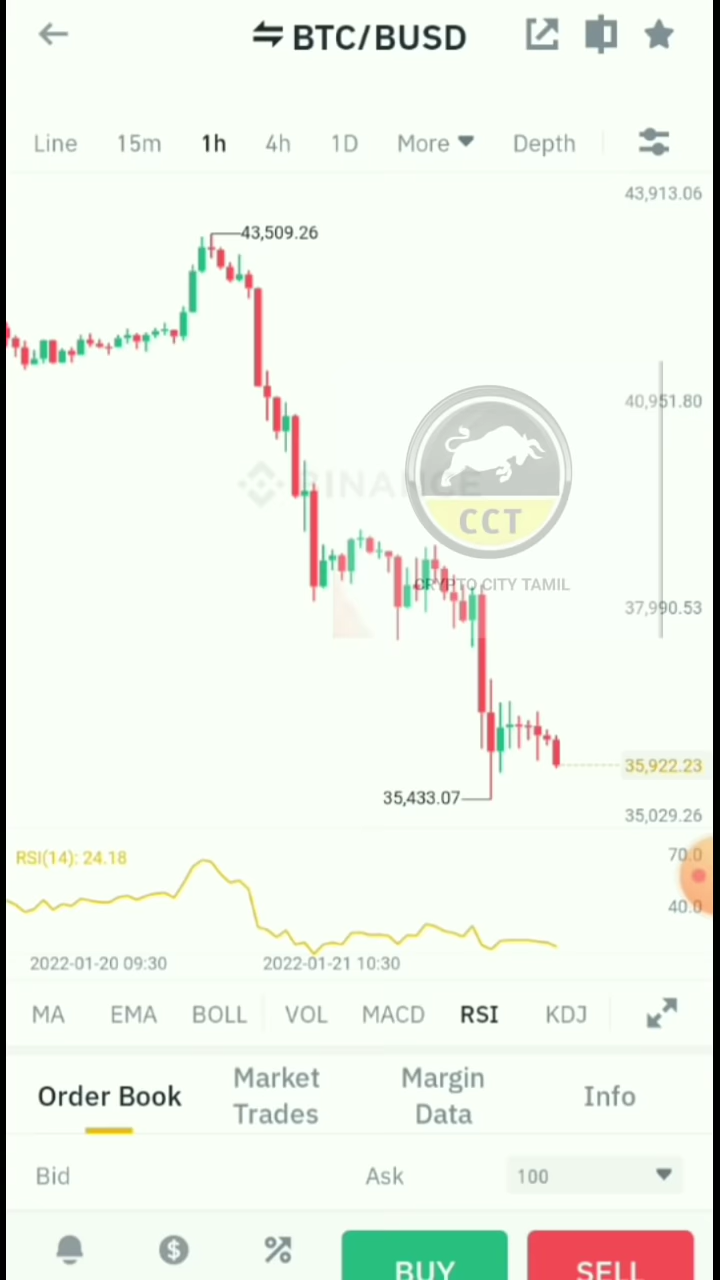 BTC/BUSD
Line 15m 1h 4h 1D More Depth
43,913.06
43,509.26
40,951.80
BINANCE
CCT
CRYPTO CITY TAMIL
37,990.53
35,922.23
35,433.07
35,029.26
RSI(14): 24.18
70.0
40.0
2022-01-20 09:30 2022-01-21 10:30
MA EMA BOLL VOL MACD RSI KDJ
Order Book Market Trades Margin Data Info
Bid Ask 100
BUY SELL